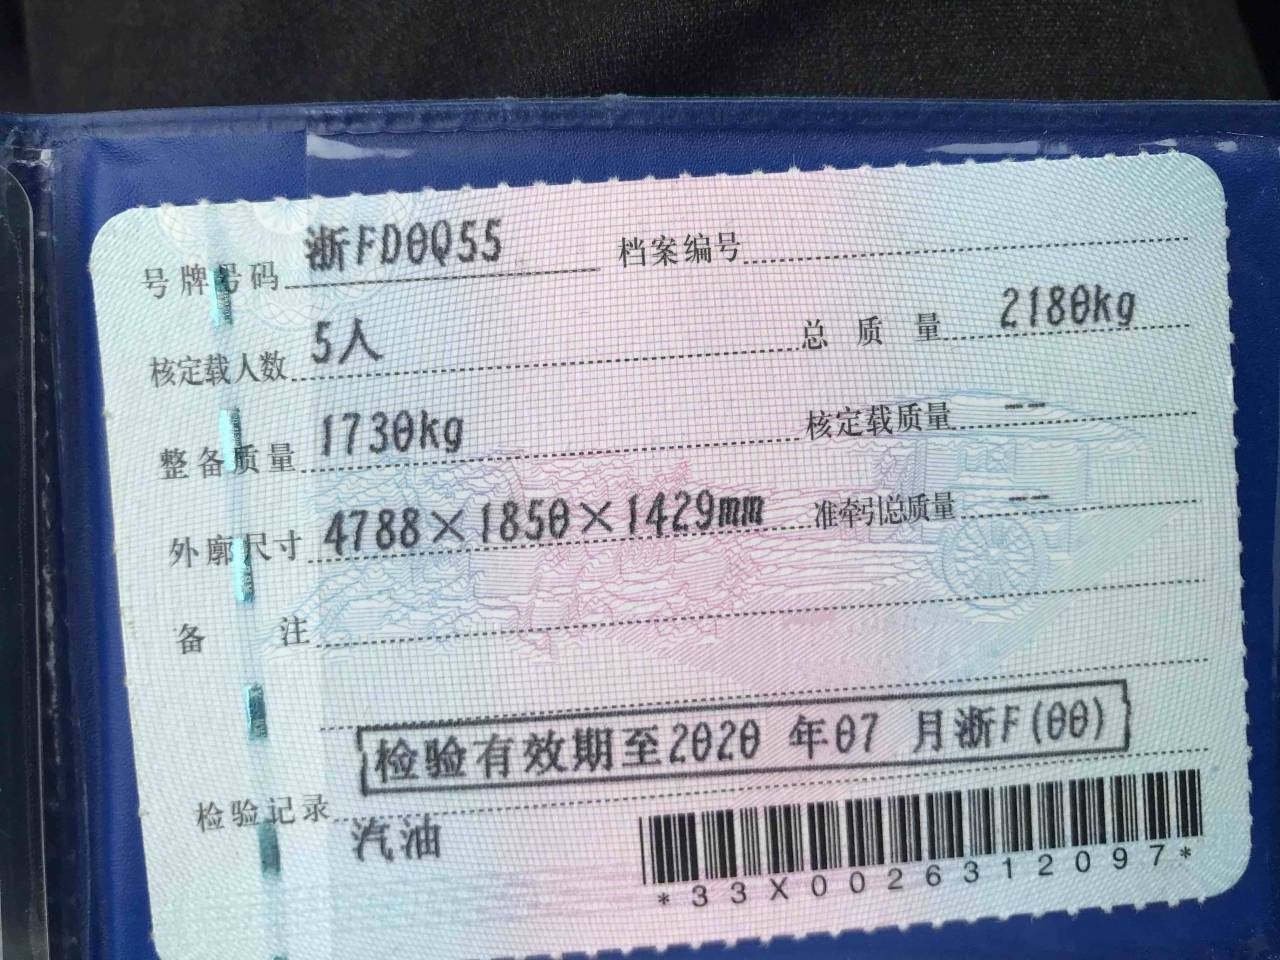 号牌号码 浙FD0Q55 档案编号
核定载人数 5人 总质量 2180kg
整备质量 1730kg 核定载质量 --
外廓尺寸 4788×1850×1429mm 准牵引总质量 --
备注
检验有效期至2020 年07 月浙F(00)
检验记录
汽油
*33X0026312097*